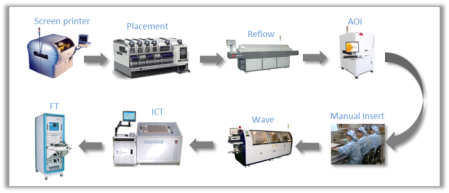 Screen printer
Placement
Reflow
AOI
FT
ICT
Wave
Manual Insert